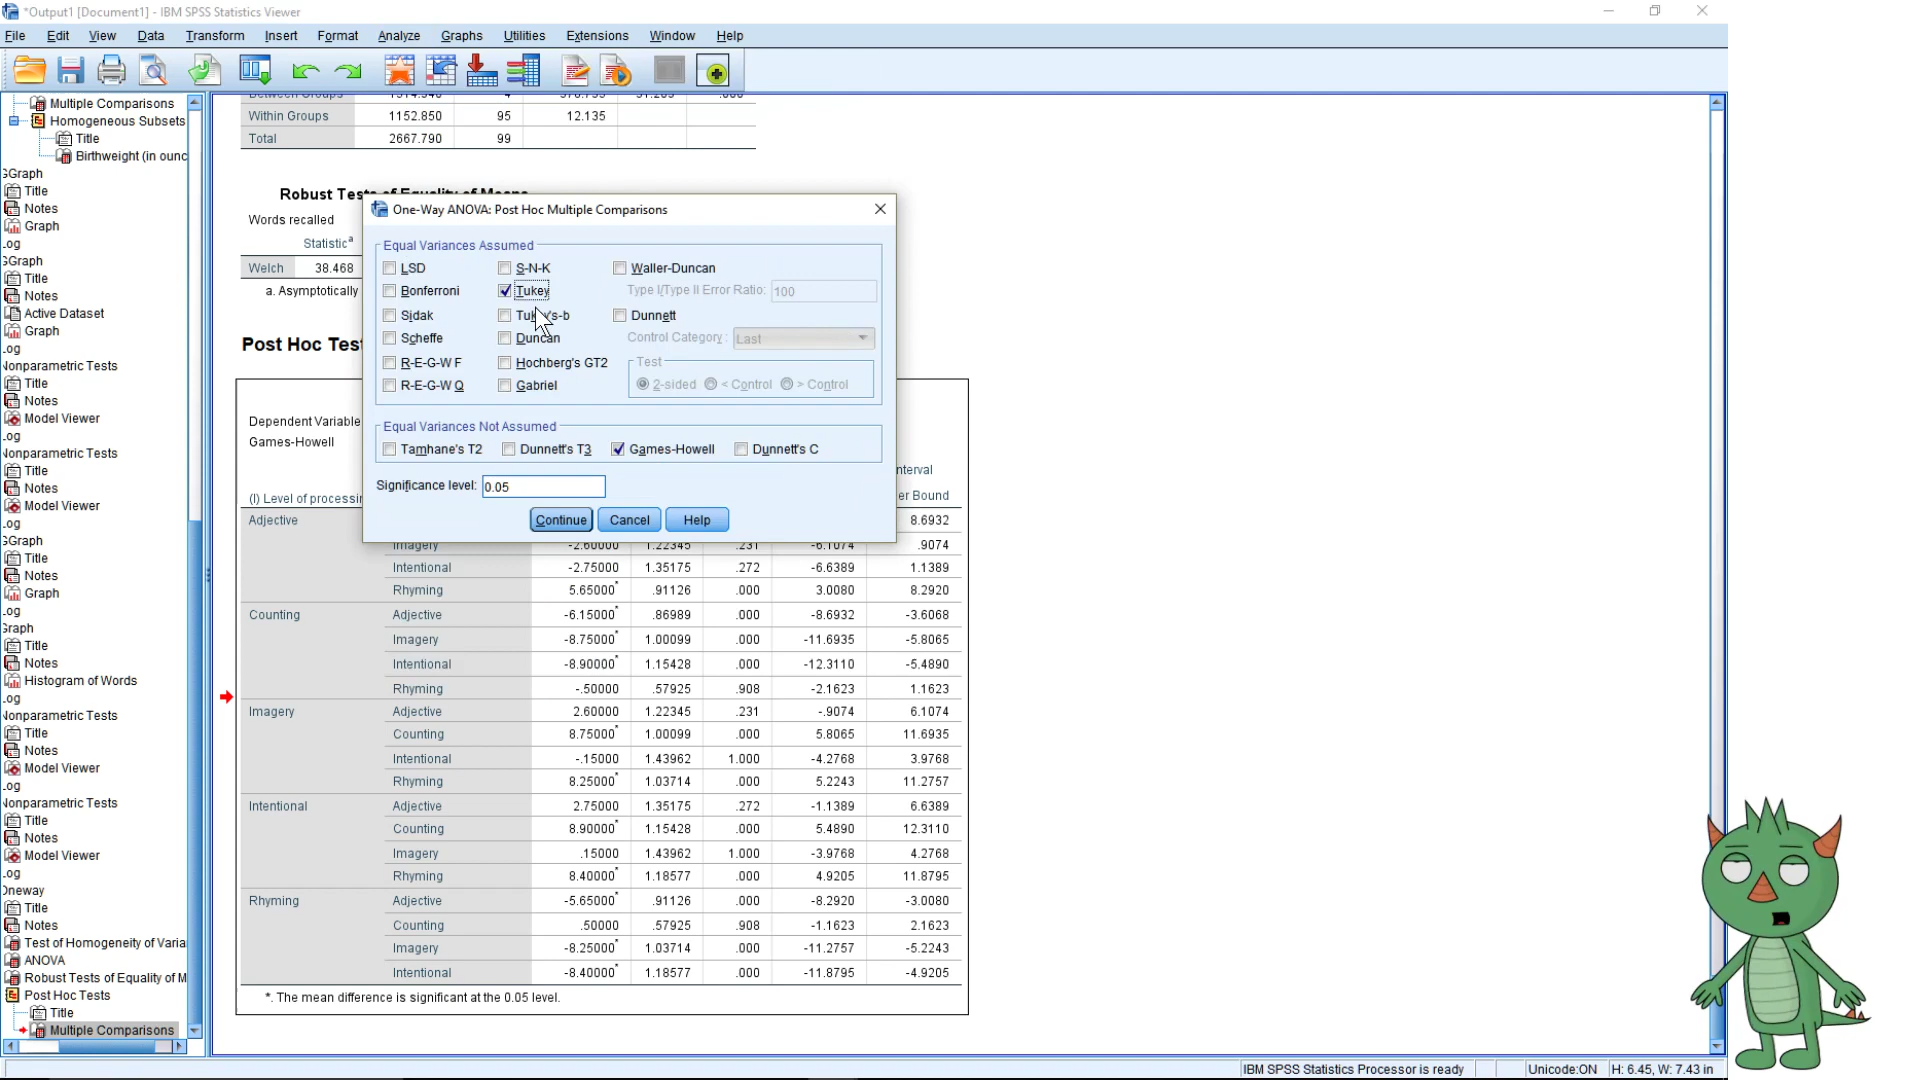 *Output1 [Document1] - IBM SPSS Statistics Viewer
File Edit View Data Transform Insert Format Analyze Graphs Utilities Extensions Window Help
Multiple Comparisons
Homogeneous Subsets
Title
Birthweight (in ounc
GGraph
Title
Notes
Graph
Log
GGraph
Title
Notes
Active Dataset
Graph
Log
Nonparametric Tests
Title
Notes
Model Viewer
Log
Nonparametric Tests
Title
Notes
Model Viewer
Log
GGraph
Title
Notes
Graph
Log
Graph
Title
Notes
Histogram of Words
Log
Nonparametric Tests
Title
Notes
Model Viewer
Log
Nonparametric Tests
Title
Notes
Model Viewer
Log
Oneway
Title
Notes
Test of Homogeneity of Varia
ANOVA
Robust Tests of Equality of M
Post Hoc Tests
Title
Multiple Comparisons
Between Groups 1514.940 4 378.735 31.209 .000
Within Groups 1152.850 95 12.135
Total 2667.790 99
Robust Tests of Equality of Means
Words recalled
Statistic a
Welch 38.468
a. Asymptotically
Post Hoc Test
Dependent Variable
Games-Howell
nterval
(I) Level of processin er Bound
Adjective 8.6932
Imagery -2.60000 1.22345 .231 -6.1074 .9074
Intentional -2.75000 1.35175 .272 -6.6389 1.1389
Rhyming 5.65000* .91126 .000 3.0080 8.2920
Counting Adjective -6.15000* .86989 .000 -8.6932 -3.6068
Imagery -8.75000* 1.00099 .000 -11.6935 -5.8065
Intentional -8.90000* 1.15428 .000 -12.3110 -5.4890
Rhyming -.50000 .57925 .908 -2.1623 1.1623
Imagery Adjective 2.60000 1.22345 .231 -.9074 6.1074
Counting 8.75000* 1.00099 .000 5.8065 11.6935
Intentional -.15000 1.43962 1.000 -4.2768 3.9768
Rhyming 8.25000* 1.03714 .000 5.2243 11.2757
Intentional Adjective 2.75000 1.35175 .272 -1.1389 6.6389
Counting 8.90000* 1.15428 .000 5.4890 12.3110
Imagery .15000 1.43962 1.000 -3.9768 4.2768
Rhyming 8.40000* 1.18577 .000 4.9205 11.8795
Rhyming Adjective -5.65000* .91126 .000 -8.2920 -3.0080
Counting .50000 .57925 .908 -1.1623 2.1623
Imagery -8.25000* 1.03714 .000 -11.2757 -5.2243
Intentional -8.40000* 1.18577 .000 -11.8795 -4.9205
*. The mean difference is significant at the 0.05 level.
One-Way ANOVA: Post Hoc Multiple Comparisons
Equal Variances Assumed
LSD S-N-K Waller-Duncan
Bonferroni Tukey Type I/Type II Error Ratio: 100
Sidak Tukey's-b Dunnett
Scheffe Duncan Control Category : Last
R-E-G-W F Hochberg's GT2 Test
R-E-G-W Q Gabriel 2-sided < Control > Control
Equal Variances Not Assumed
Tamhane's T2 Dunnett's T3 Games-Howell Dunnett's C
Significance level: 0.05
Continue Cancel Help
IBM SPSS Statistics Processor is ready Unicode:ON H: 6.45, W: 7.43 in